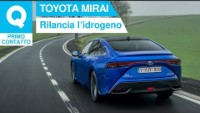 Q
PRIMO
CONTATTO
TOYOTA MIRAI
Rilancia l'idrogeno